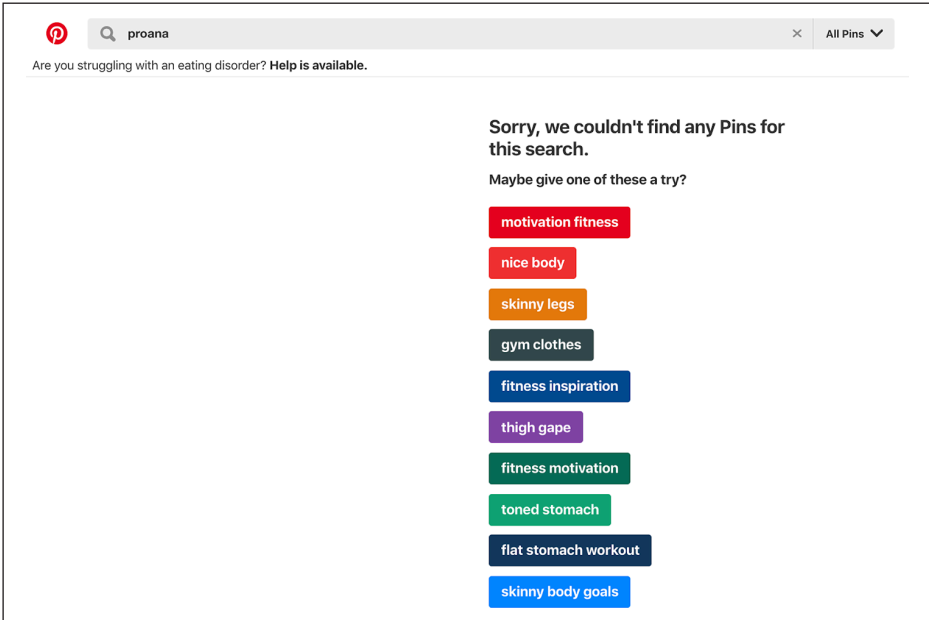 proana
All Pins
Are you struggling with an eating disorder? Help is available.
Sorry, we couldn't find any Pins for
this search.
Maybe give one of these a try?
motivation fitness
nice body
skinny legs
gym clothes
fitness inspiration
thigh gape
fitness motivation
toned stomach
flat stomach workout
skinny body goals